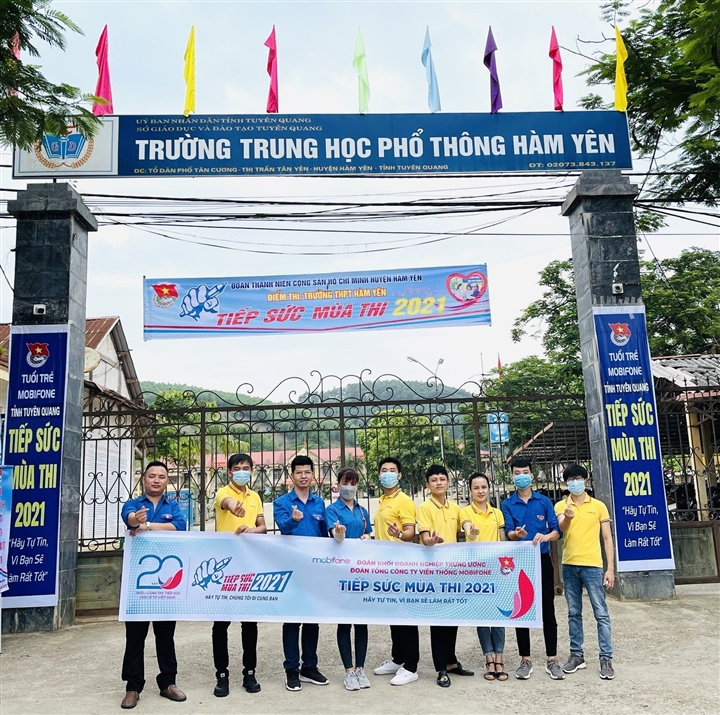 ỦY BAN NHÂN DÂN TỈNH TUYÊN QUANG
SỞ GIÁO DỤC VÀ ĐÀO TẠO TUYÊN QUANG
TRƯỜNG TRUNG HỌC PHỔ THÔNG HÀM YÊN
ĐC: TỔ DÂN PHỐ TÂN CƯƠNG - THỊ TRẤN TÂN YÊN - HUYỆN HÀM YÊN - TỈNH TUYÊN QUANG
ĐT: 02073.843.137
ĐOÀN THANH NIÊN CỘNG SẢN HỒ CHÍ MINH HUYỆN HÀM YÊN
ĐIỂM THI: TRƯỜNG THPT HÀM YÊN
TIẾP SỨC MÙA THI 2021
TUỔI TRẺ
MOBIFONE
TỈNH TUYÊN QUANG
TIẾP SỨC
MÙA THI
2021
"Hãy Tự Tin,
Vì Bạn Sẽ
Làm Rất Tốt"
TUỔI TRẺ
MOBIFONE
TỈNH TUYÊN QUANG
TIẾP SỨC
MÙA THI
2021
"Hãy Tự Tin,
Vì Bạn Sẽ
Làm Rất Tốt"
20
TIẾP SỨC
MÙA THI 2021
HÃY TỰ TIN, CHÚNG TÔI ĐI CÙNG BẠN
mobifone
ĐOÀN KHỐI DOANH NGHIỆP TRUNG ƯƠNG
ĐOÀN TỔNG CÔNG TY VIỄN THÔNG MOBIFONE
TIẾP SỨC MÙA THI 2021
HÃY TỰ TIN, VÌ BẠN SẼ LÀM RẤT TỐT